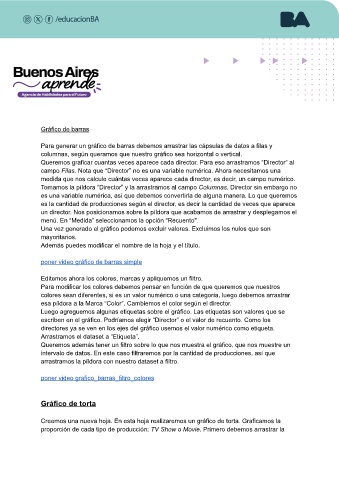 /educacionBA
BA
Buenos Aires
aprende
Agencia de Habilidades para el Futuro
Gráfico de barras
Para generar un gráfico de barras debemos arrastrar las cápsulas de datos a filas y
columnas, según queramos que nuestro gráfico sea horizontal o vertical.
Queremos graficar cuantas veces aparece cada director. Para eso arrastramos "Director" al
campo Filas. Nota que "Director" no es una variable numérica. Ahora necesitamos una
medida que nos calcule cuántas veces aparece cada director, es decir, un campo numérico.
Tomamos la píldora "Director" y la arrastramos al campo Columnas. Director sin embargo no
es una variable numérica, así que debemos convertirla de alguna manera. Lo que queremos
es la cantidad de producciones según el director, es decir la cantidad de veces que aparece
un director. Nos posicionamos sobre la píldora que acabamos de arrastrar y desplegamos el
menú. En "Medida" seleccionamos la opción "Recuento".
Una vez generado el gráfico podemos excluir valores. Excluimos los nulos que son
mayoritarios.
Además puedes modificar el nombre de la hoja y el título.
poner video gráfico de barras simple
Editemos ahora los colores, marcas y apliquemos un filtro.
Para modificar los colores debemos pensar en función de que queremos que nuestros
colores sean diferentes, si es un valor numérico o una categoría, luego debemos arrastrar
esa píldora a la Marca "Color". Cambiemos el color según el director.
Luego agreguemos algunas etiquetas sobre el gráfico. Las etiquetas son valores que se
escriben en el gráfico. Podríamos elegir "Director" o el valor de recuento. Como los
directores ya se ven en los ejes del gráfico usemos el valor numérico como etiqueta.
Arrastramos el dataset a "Etiqueta".
Queremos además tener un filtro sobre lo que nos muestra el gráfico, que nos muestre un
intervalo de datos. En este caso filtraremos por la cantidad de producciones, así que
arrastramos la píldora con nuestro dataset a filtro.
poner video grafico_barras_filtro_colores
Gráfico de torta
Creamos una nueva hoja. En esta hoja realizaremos un gráfico de torta. Graficamos la
proporción de cada tipo de producción: TV Show o Movie. Primero debemos arrastrar la